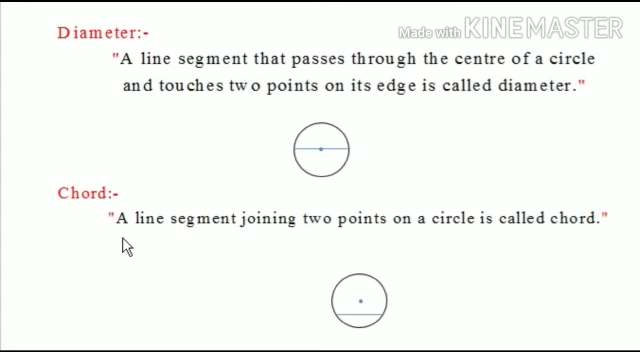 Diameter:-
Made with KINEMASTER
"A line segment that passes through the centre of a circle
and touches two points on its edge is called diameter."
Chord:-
"A line segment joining two points on a circle is called chord."